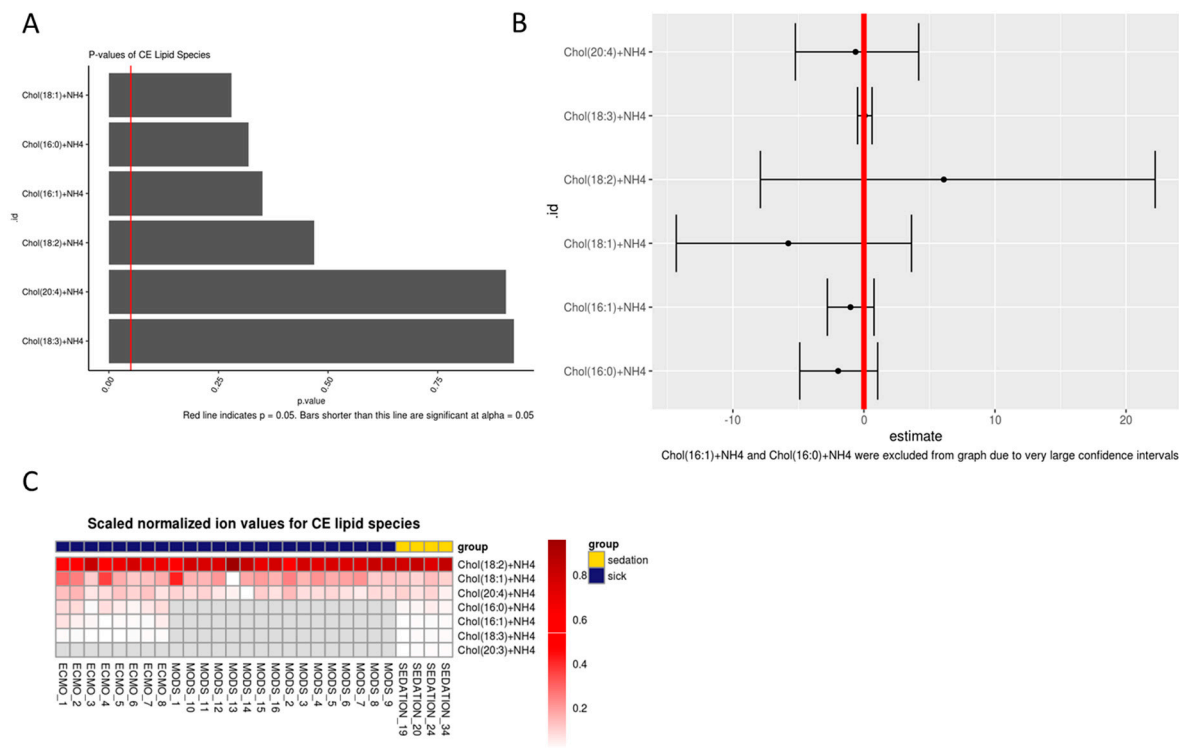 A
P-values of CE Lipid Species
.id
Chol(18:1)+NH4
Chol(16:0)+NH4
Chol(16:1)+NH4
Chol(18:2)+NH4
Chol(20:4)+NH4
Chol(18:3)+NH4
0.00 0.25 0.50 0.75
p.value
Red line indicates p = 0.05. Bars shorter than this line are significant at alpha = 0.05
B
.id
Chol(20:4)+NH4
Chol(18:3)+NH4
Chol(18:2)+NH4
Chol(18:1)+NH4
Chol(16:1)+NH4
Chol(16:0)+NH4
-10 0 10 20
estimate
Chol(16:1)+NH4 and Chol(16:0)+NH4 were excluded from graph due to very large confidence intervals
C
Scaled normalized ion values for CE lipid species
group
Chol(18:2)+NH4
Chol(18:1)+NH4
Chol(20:4)+NH4
Chol(16:0)+NH4
Chol(16:1)+NH4
Chol(18:3)+NH4
Chol(20:3)+NH4
ECMO_1
ECMO_2
ECMO_3
ECMO_4
ECMO_5
ECMO_6
ECMO_7
ECMO_8
MODS_1
MODS_10
MODS_11
MODS_12
MODS_13
MODS_14
MODS_15
MODS_16
MODS_2
MODS_3
MODS_4
MODS_5
MODS_6
MODS_7
MODS_8
MODS_9
SEDATION_19
SEDATION_20
SEDATION_24
SEDATION_34
0.8
0.6
0.4
0.2
group
sedation
sick